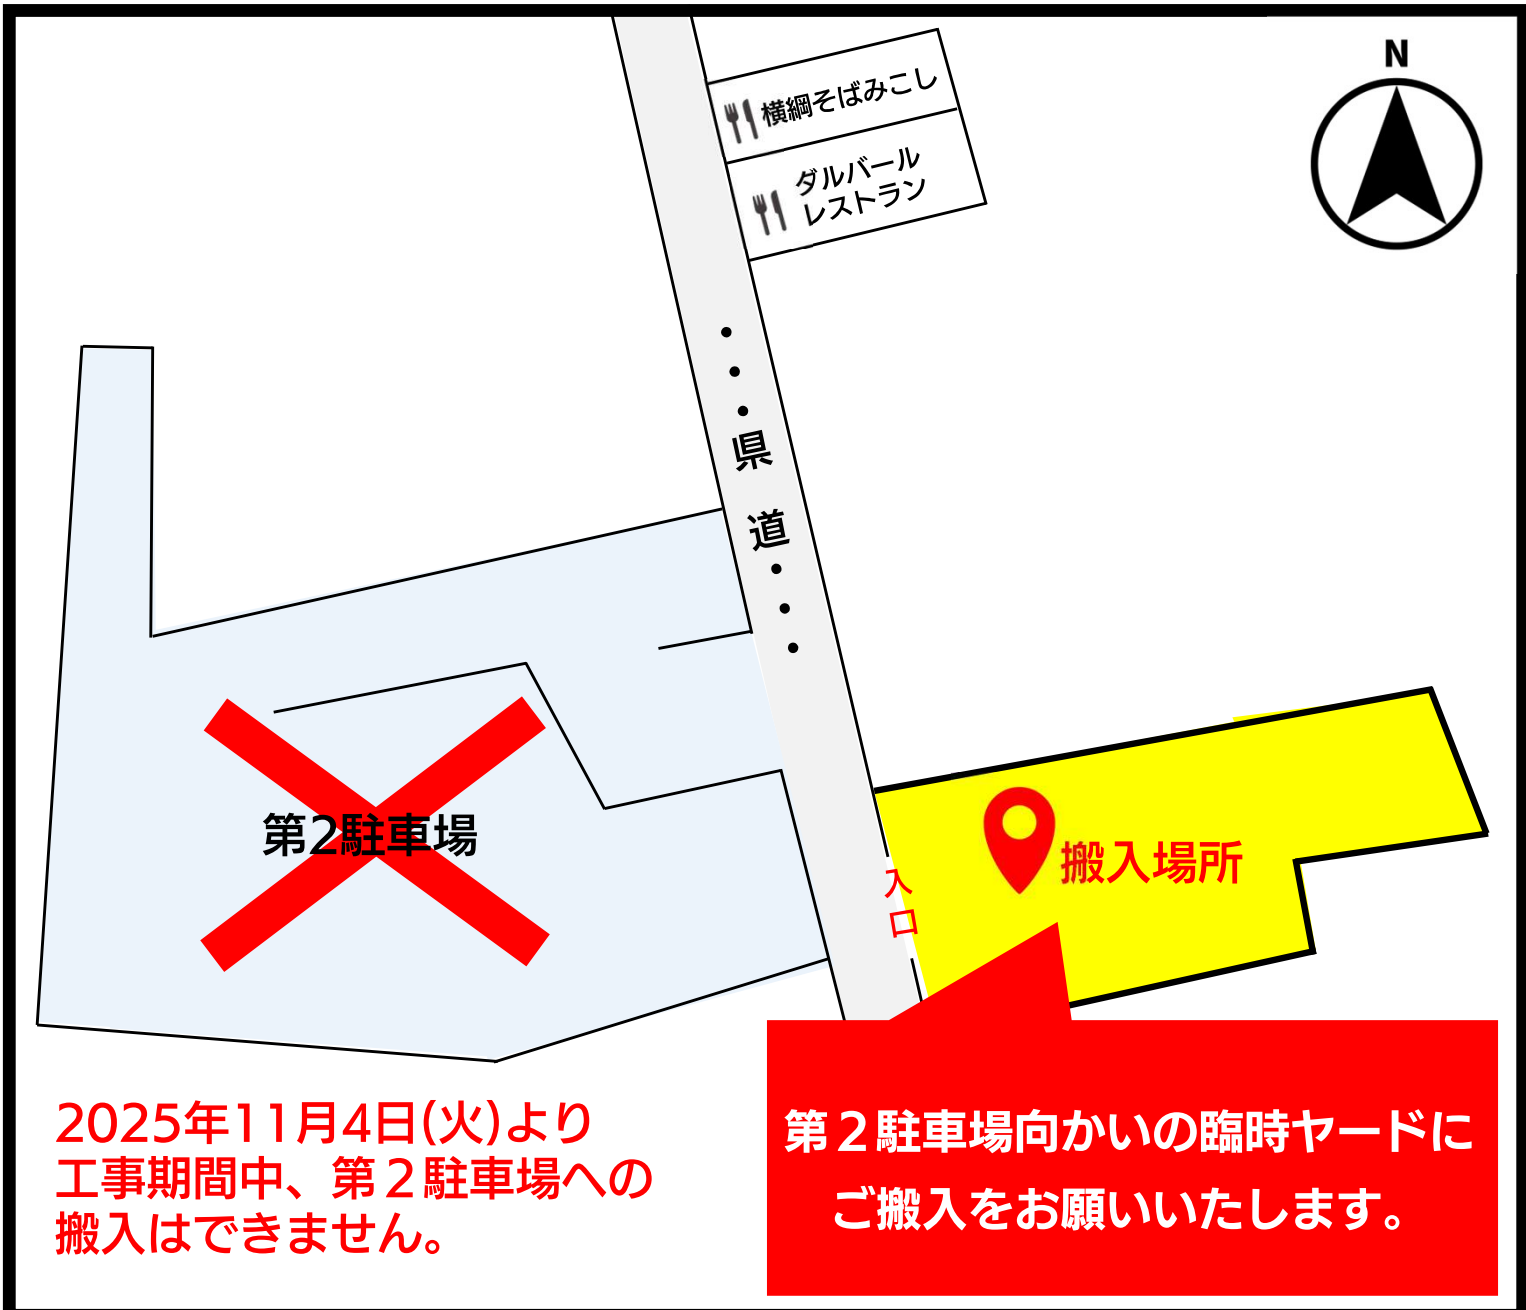 N
横綱そばみこし
ダルバール
レストラン
県道
第2駐車場
搬入場所
入口
2025年11月4日(火)より
工事期間中、第２駐車場への
搬入はできません。
第２駐車場向かいの臨時ヤードに
ご搬入をお願いいたします。